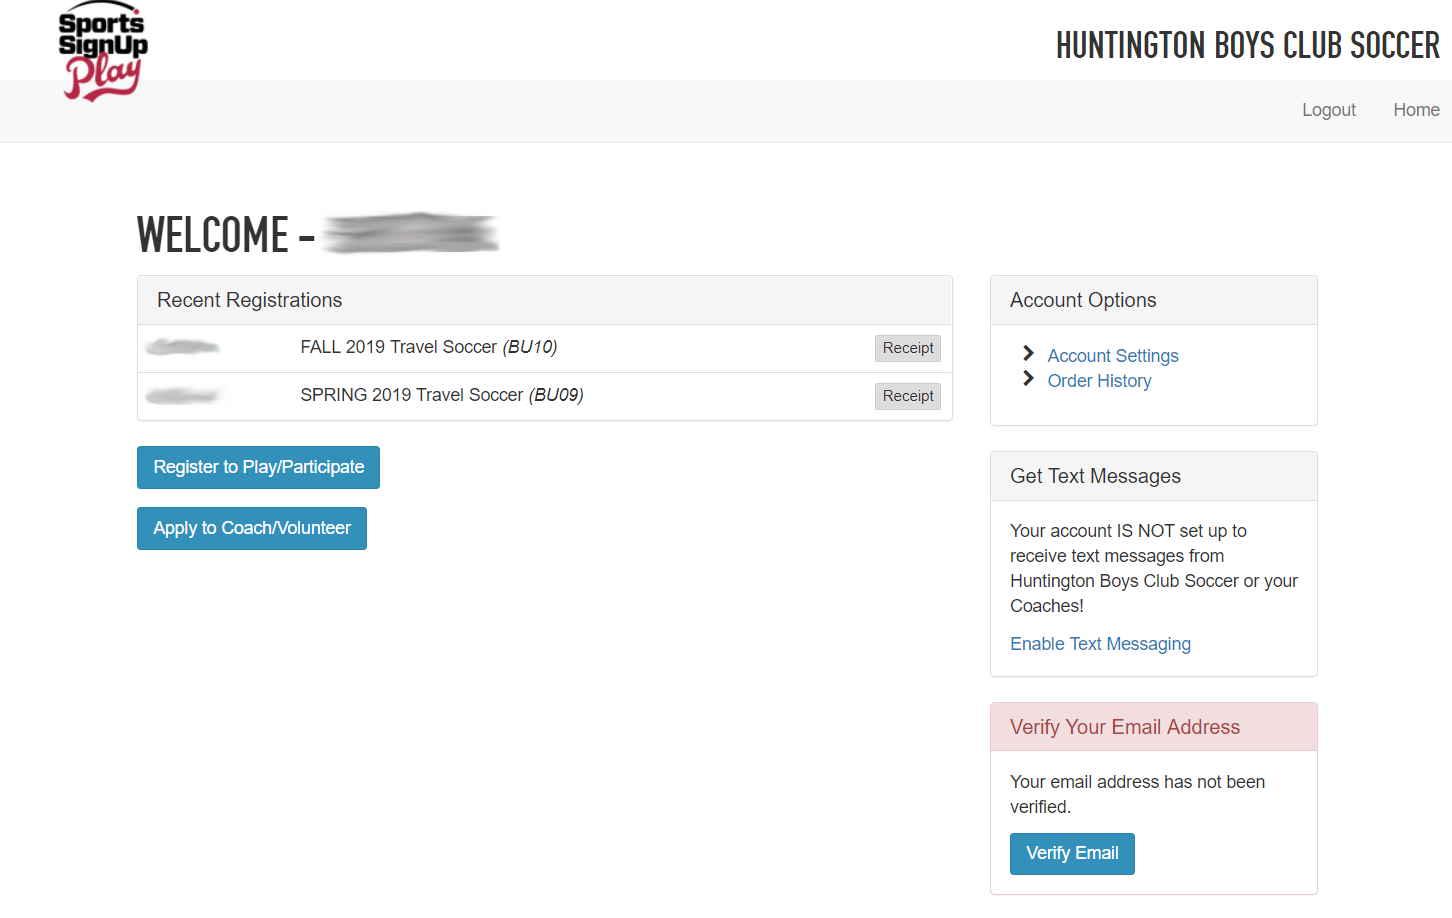 Sports
SignUp
Play
HUNTINGTON BOYS CLUB SOCCER
Logout Home
WELCOME -
Recent Registrations
FALL 2019 Travel Soccer (BU10) Receipt
SPRING 2019 Travel Soccer (BU09) Receipt
Register to Play/Participate
Apply to Coach/Volunteer
Account Options
Account Settings
Order History
Get Text Messages
Your account IS NOT set up to
receive text messages from
Huntington Boys Club Soccer or your
Coaches!
Enable Text Messaging
Verify Your Email Address
Your email address has not been
verified.
Verify Email